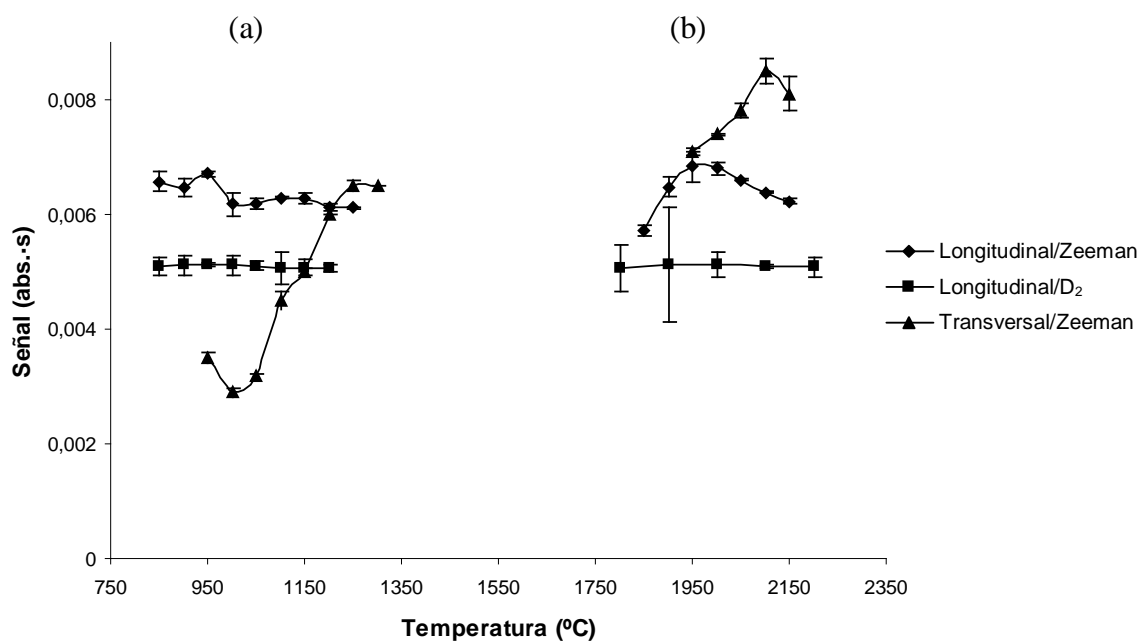 (a) (b)
0,008
0,006
0,004
0,002
0
Señal (abs.·s)
750 950 1150 1350 1550 1750 1950 2150 2350
Temperatura (ºC)
Longitudinal/Zeeman
Longitudinal/D₂
Transversal/Zeeman